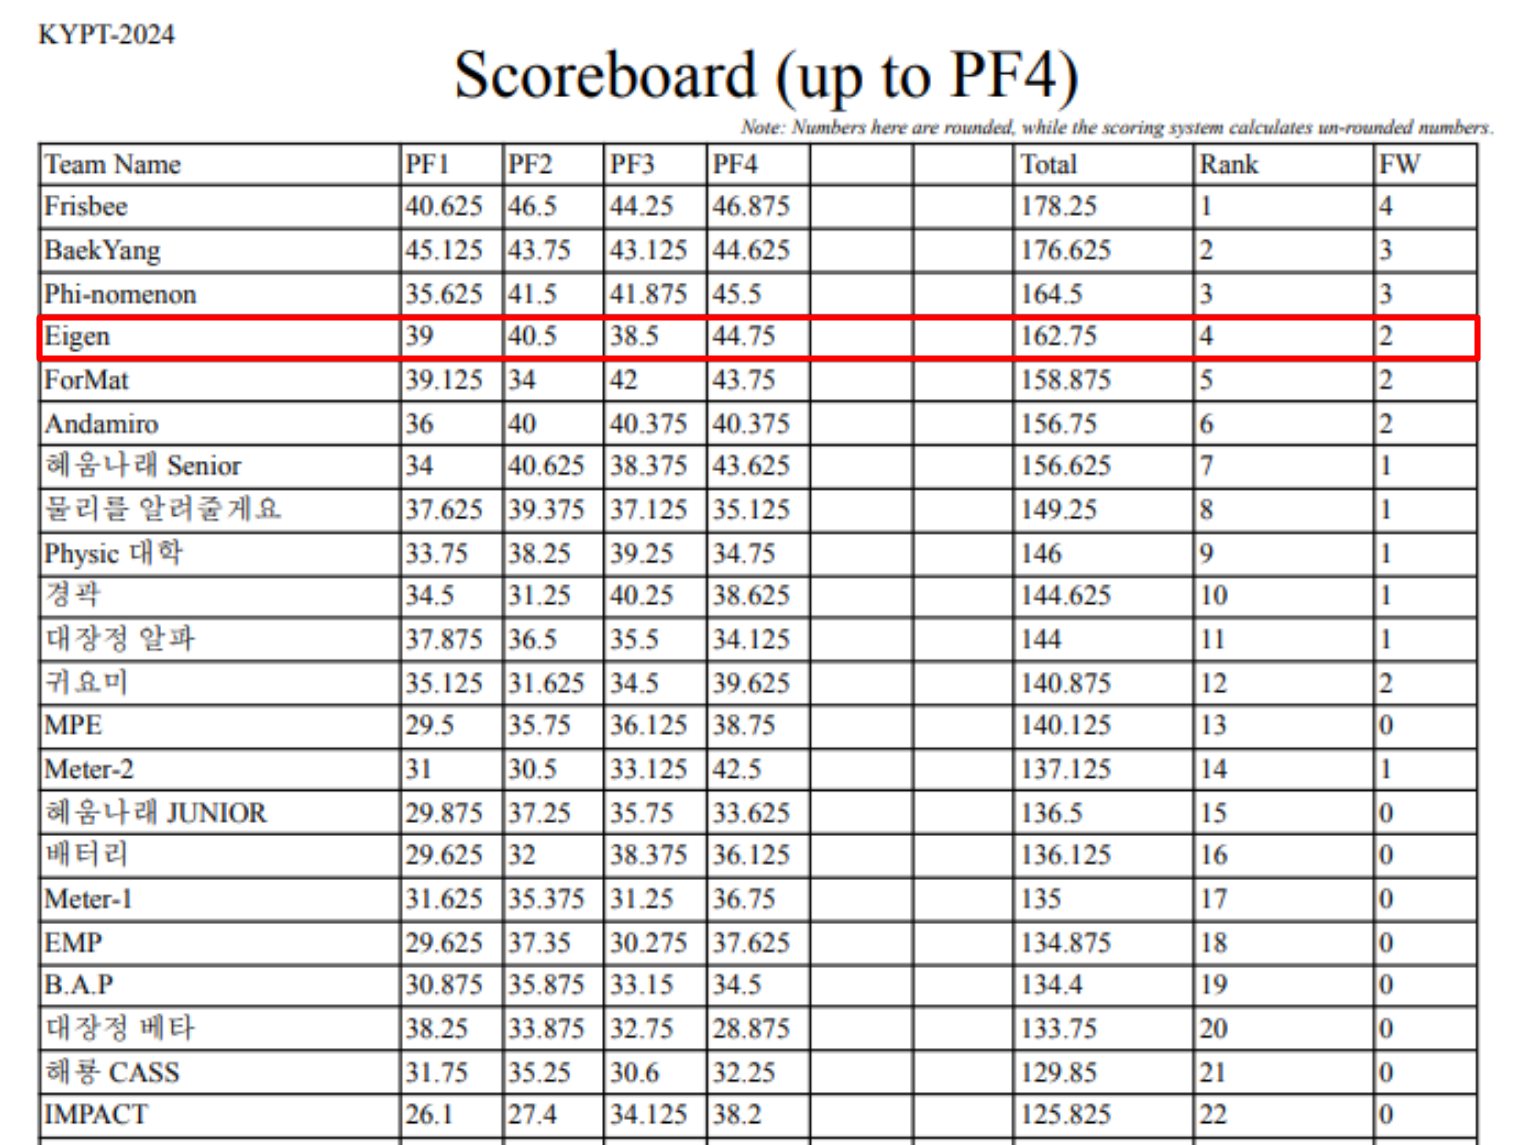 KYPT-2024
Scoreboard (up to PF4)
Note: Numbers here are rounded, while the scoring system calculates un-rounded numbers.
Team Name PF1 PF2 PF3 PF4 Total Rank FW
Frisbee 40.625 46.5 44.25 46.875 178.25 1 4
BaekYang 45.125 43.75 43.125 44.625 176.625 2 3
Phi-nomenon 35.625 41.5 41.875 45.5 164.5 3 3
Eigen 39 40.5 38.5 44.75 162.75 4 2
ForMat 39.125 34 42 43.75 158.875 5 2
Andamiro 36 40 40.375 40.375 156.75 6 2
혜움나래 Senior 34 40.625 38.375 43.625 156.625 7 1
물리를 알려줄게요 37.625 39.375 37.125 35.125 149.25 8 1
Physic 대학 33.75 38.25 39.25 34.75 146 9 1
경곽 34.5 31.25 40.25 38.625 144.625 10 1
대장정 알파 37.875 36.5 35.5 34.125 144 11 1
귀요미 35.125 31.625 34.5 39.625 140.875 12 2
MPE 29.5 35.75 36.125 38.75 140.125 13 0
Meter-2 31 30.5 33.125 42.5 137.125 14 1
혜움나래 JUNIOR 29.875 37.25 35.75 33.625 136.5 15 0
배터리 29.625 32 38.375 36.125 136.125 16 0
Meter-1 31.625 35.375 31.25 36.75 135 17 0
EMP 29.625 37.35 30.275 37.625 134.875 18 0
B.A.P 30.875 35.875 33.15 34.5 134.4 19 0
대장정 베타 38.25 33.875 32.75 28.875 133.75 20 0
해룡 CASS 31.75 35.25 30.6 32.25 129.85 21 0
IMPACT 26.1 27.4 34.125 38.2 125.825 22 0